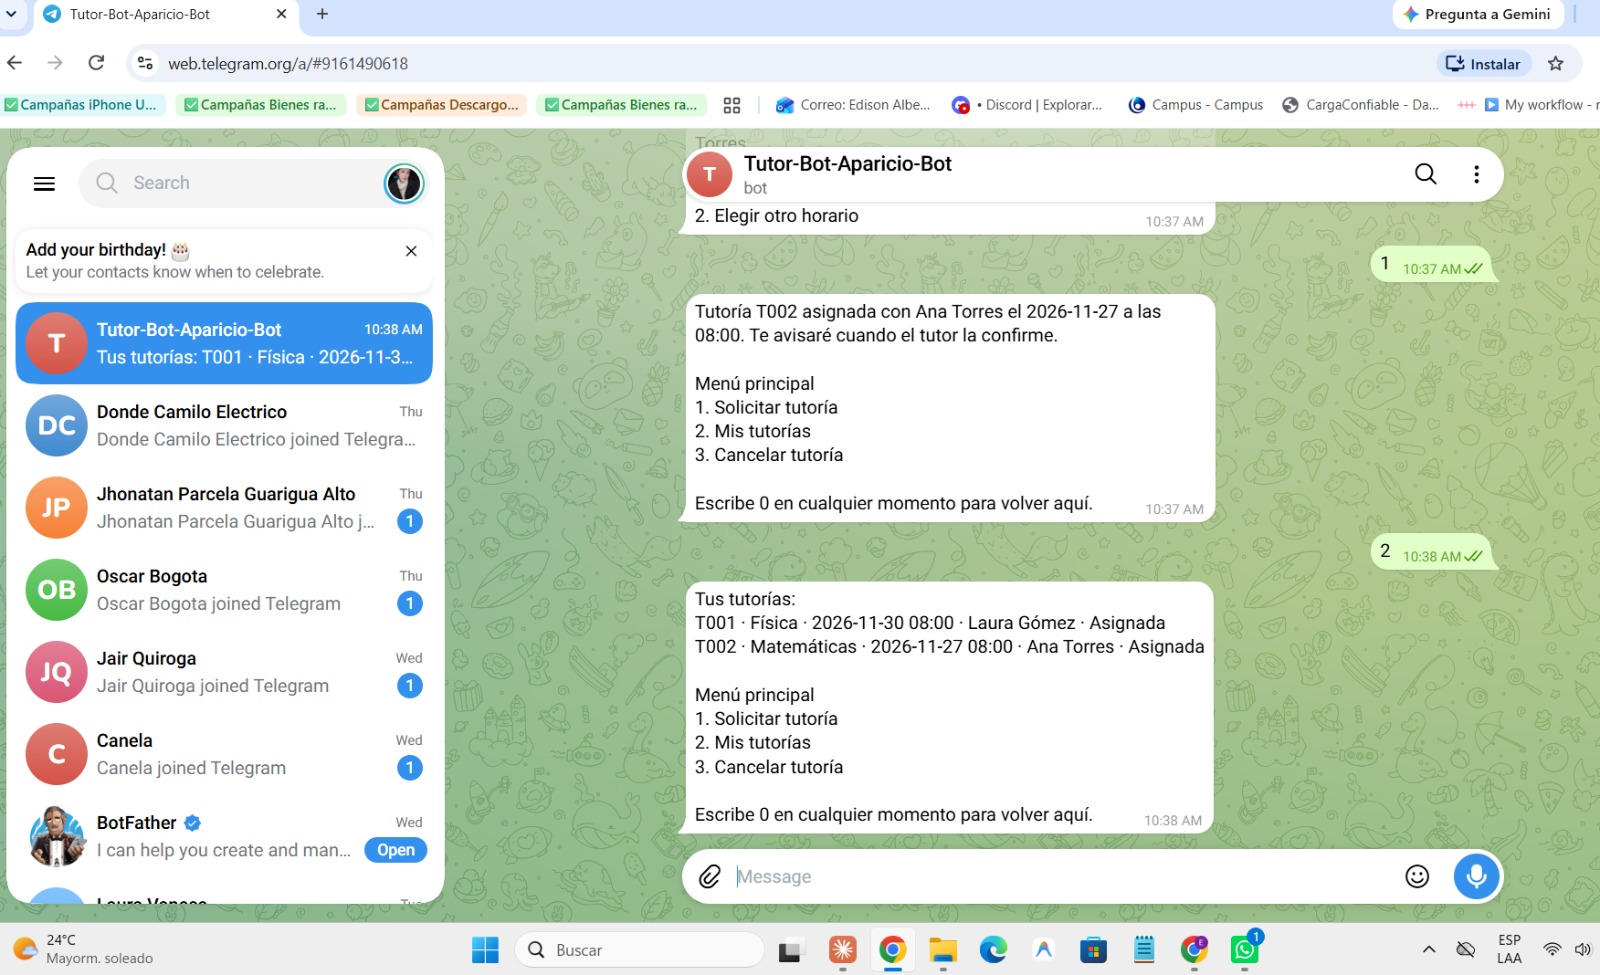 Tutor-Bot-Aparicio-Bot
Pregunta a Gemini
web.telegram.org/a/#9161490618
Instalar
Campañas iPhone U...
Campañas Bienes ra...
Campañas Descargo...
Campañas Bienes ra...
Correo: Edison Albe...
• Discord | Explorar...
Campus - Campus
CargaConfiable - Da...
My workflow - r
Search
Add your birthday! 🎂
Let your contacts know when to celebrate.
T
Tutor-Bot-Aparicio-Bot
10:38 AM
Tus tutorías: T001 · Física · 2026-11-3...
DC
Donde Camilo Electrico
Thu
Donde Camilo Electrico joined Telegra...
JP
Jhonatan Parcela Guarigua Alto
Thu
Jhonatan Parcela Guarigua Alto j...
1
OB
Oscar Bogota
Thu
Oscar Bogota joined Telegram
1
JQ
Jair Quiroga
Wed
Jair Quiroga joined Telegram
1
C
Canela
Wed
Canela joined Telegram
1
BotFather
Wed
I can help you create and man...
Open
Torres
T
Tutor-Bot-Aparicio-Bot
bot
2. Elegir otro horario
10:37 AM
1 10:37 AM
Tutoría T002 asignada con Ana Torres el 2026-11-27 a las
08:00. Te avisaré cuando el tutor la confirme.
Menú principal
1. Solicitar tutoría
2. Mis tutorías
3. Cancelar tutoría
Escribe 0 en cualquier momento para volver aquí.
10:37 AM
2 10:38 AM
Tus tutorías:
T001 · Física · 2026-11-30 08:00 · Laura Gómez · Asignada
T002 · Matemáticas · 2026-11-27 08:00 · Ana Torres · Asignada
Menú principal
1. Solicitar tutoría
2. Mis tutorías
3. Cancelar tutoría
Escribe 0 en cualquier momento para volver aquí.
10:38 AM
Message
24°C
Mayorm. soleado
Buscar
E
1
ESP
LAA